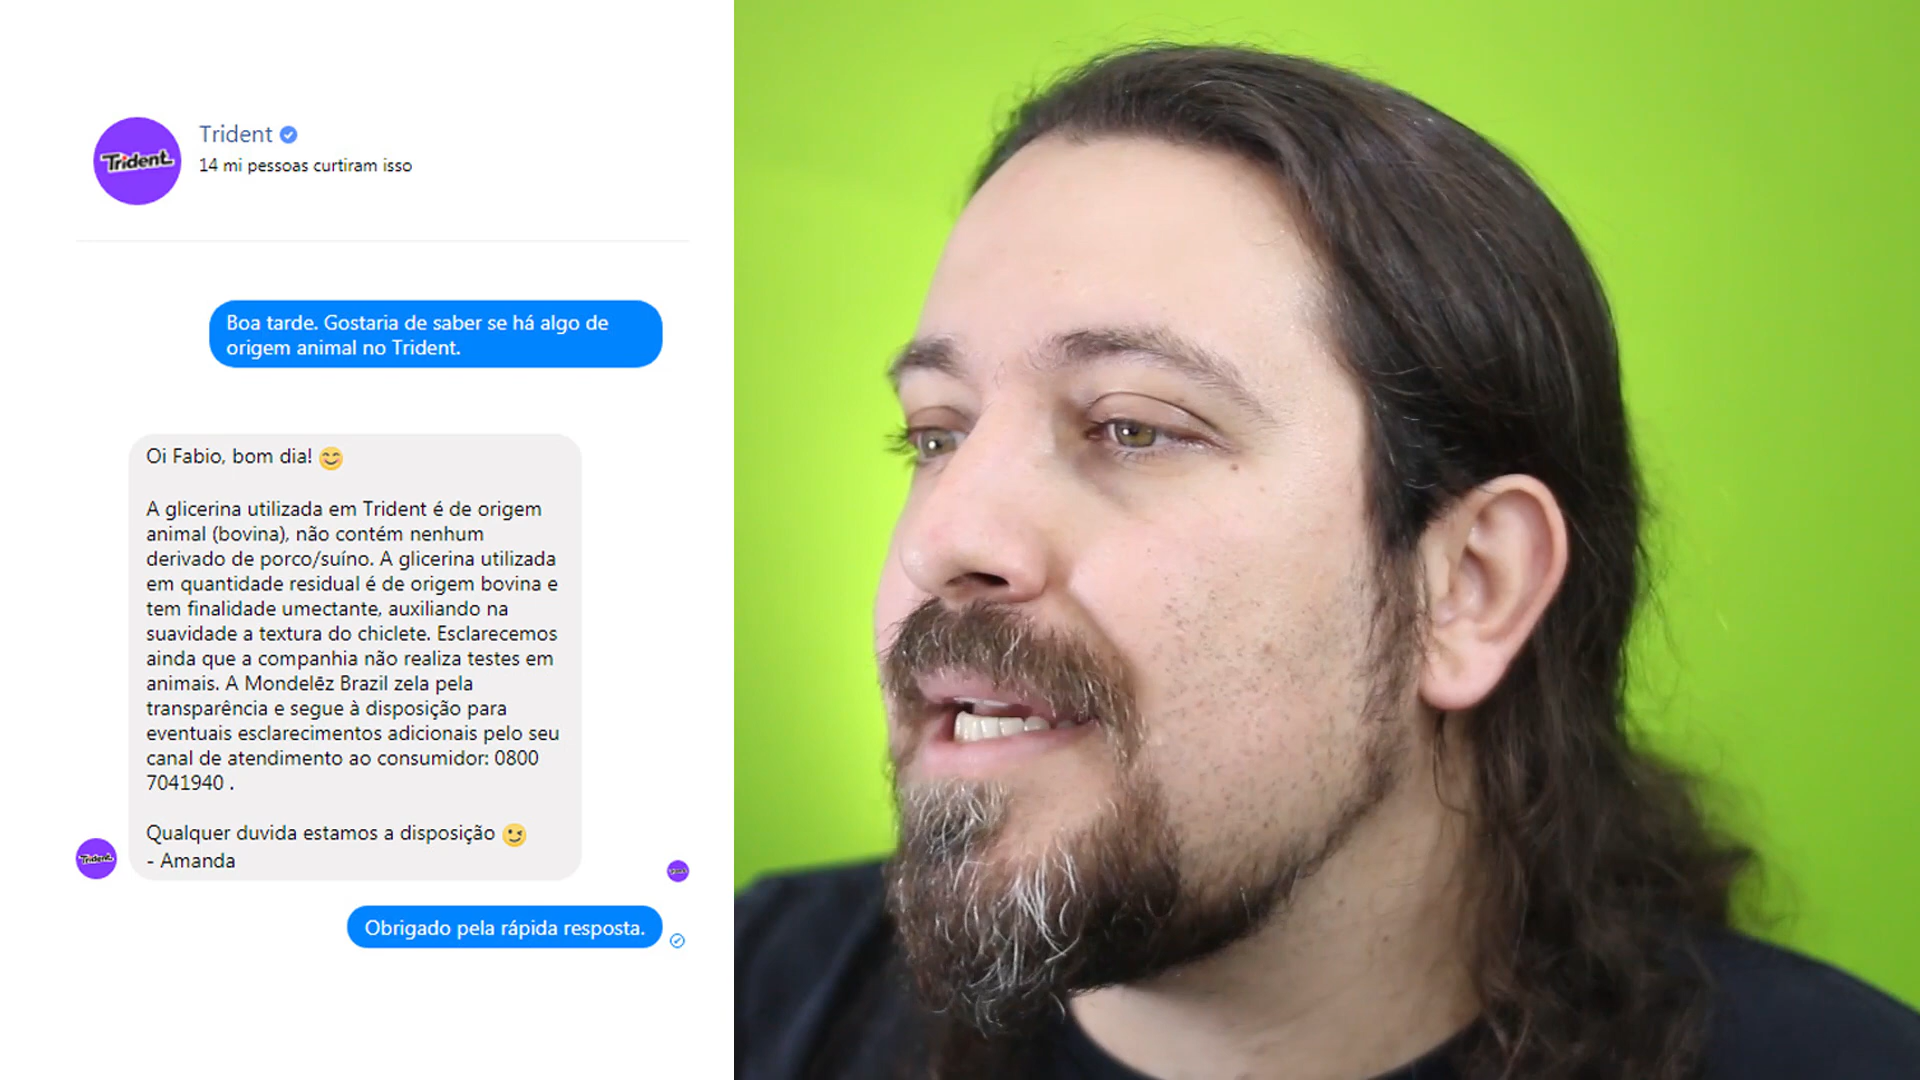 Trident
Trident
14 mi pessoas curtiram isso
Boa tarde. Gostaria de saber se há algo de
origem animal no Trident.
Oi Fabio, bom dia! 😊
A glicerina utilizada em Trident é de origem
animal (bovina), não contém nenhum
derivado de porco/suíno. A glicerina utilizada
em quantidade residual é de origem bovina e
tem finalidade umectante, auxiliando na
suavidade a textura do chiclete. Esclarecemos
ainda que a companhia não realiza testes em
animais. A Mondelēz Brazil zela pela
transparência e segue à disposição para
eventuais esclarecimentos adicionais pelo seu
canal de atendimento ao consumidor: 0800
7041940 .
Qualquer duvida estamos a disposição 😉
- Amanda
Trident
Obrigado pela rápida resposta.